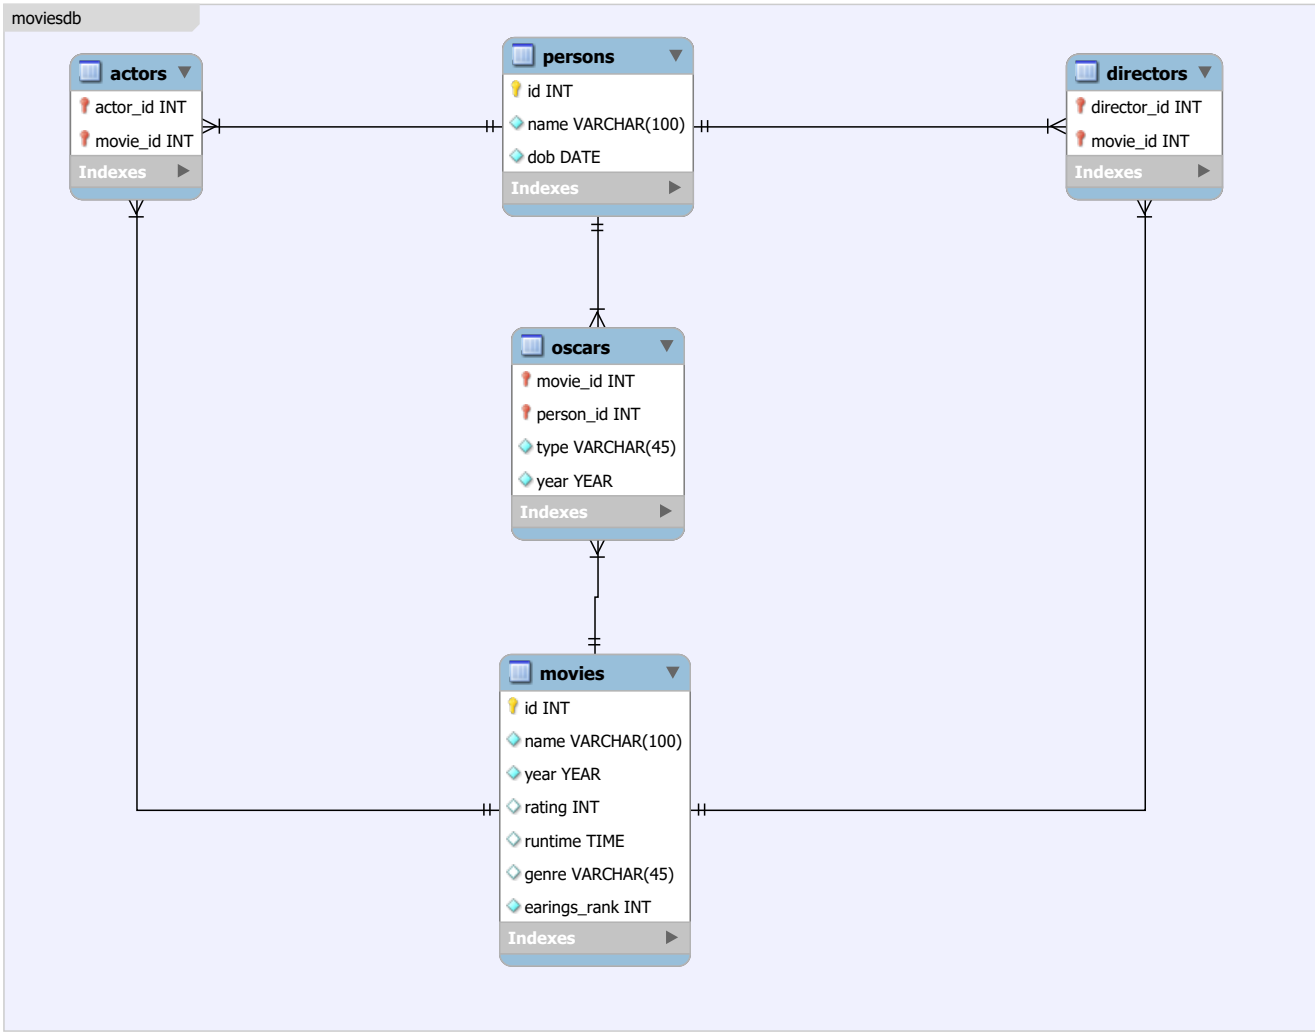 moviesdb
actors
actor_id INT
movie_id INT
Indexes
persons
id INT
name VARCHAR(100)
dob DATE
Indexes
directors
director_id INT
movie_id INT
Indexes
oscars
movie_id INT
person_id INT
type VARCHAR(45)
year YEAR
Indexes
movies
id INT
name VARCHAR(100)
year YEAR
rating INT
runtime TIME
genre VARCHAR(45)
earings_rank INT
Indexes